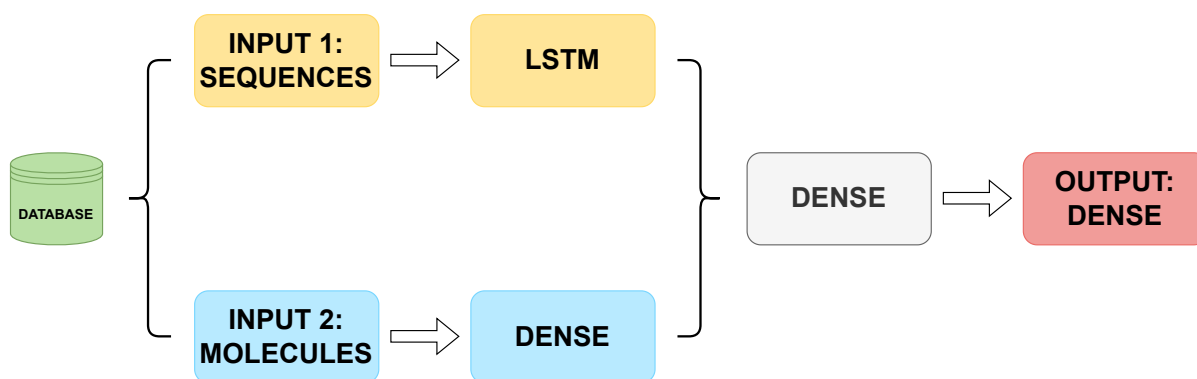 INPUT 1:
SEQUENCES
LSTM
DATABASE
DENSE
OUTPUT:
DENSE
INPUT 2:
MOLECULES
DENSE